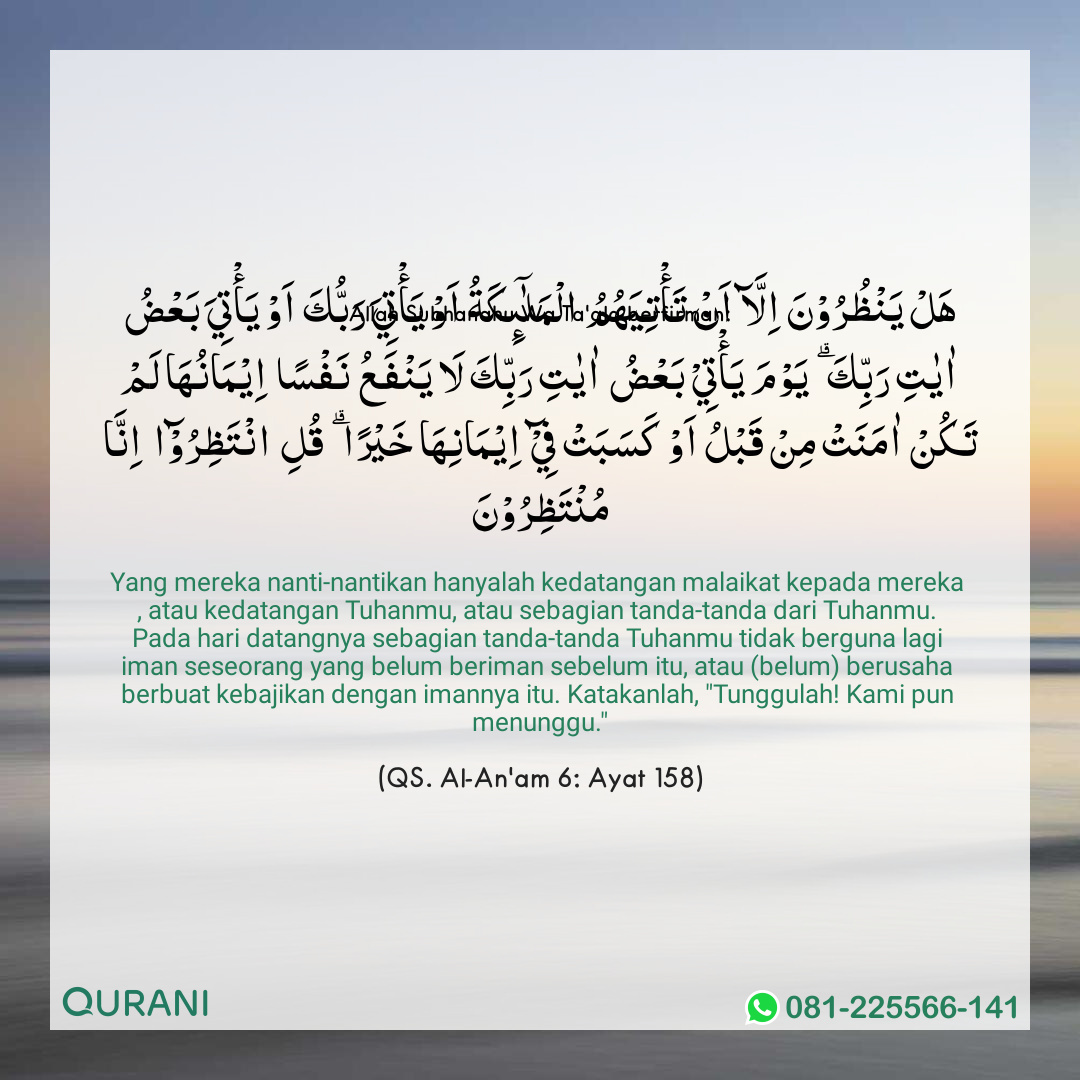 Allah Subhanahu Wa Ta'ala berfirman:
هَلْ يَنْظُرُوْنَ اِلَّآ اَنْ تَأْتِيَهُمُ الْمَلٰٓئِكَةُ اَوْ يَأْتِيَ رَبُّكَ اَوْ يَأْتِيَ بَعْضُ
اٰيٰتِ رَبِّكَ ۗ يَوْمَ يَأْتِيْ بَعْضُ اٰيٰتِ رَبِّكَ لَا يَنْفَعُ نَفْسًا اِيْمَانُهَا لَمْ
تَكُنْ اٰمَنَتْ مِنْ قَبْلُ اَوْ كَسَبَتْ فِيْٓ اِيْمَانِهَا خَيْرًا ۗ قُلِ انْتَظِرُوْٓا اِنَّا
مُنْتَظِرُوْنَ
Yang mereka nanti-nantikan hanyalah kedatangan malaikat kepada mereka
, atau kedatangan Tuhanmu, atau sebagian tanda-tanda dari Tuhanmu.
Pada hari datangnya sebagian tanda-tanda Tuhanmu tidak berguna lagi
iman seseorang yang belum beriman sebelum itu, atau (belum) berusaha
berbuat kebajikan dengan imannya itu. Katakanlah, "Tunggulah! Kami pun
menunggu."
(QS. Al-An'am 6: Ayat 158)
QURANI
081-225566-141